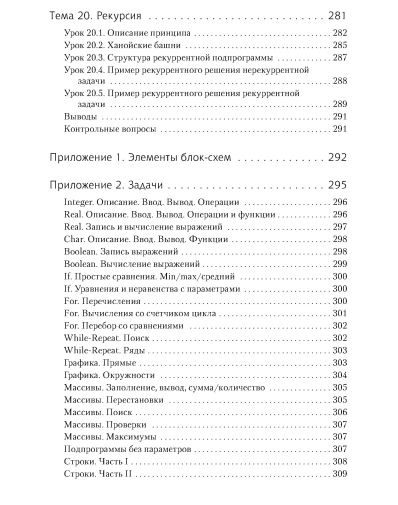 Тема 20. Рекурсия . . . . . . . . . . . . . . . . . . . . . . . . . . . . 281
Урок 20.1. Описание принципа . . . . . . . . . . . . . . . . . . . . . . . . 282
Урок 20.2. Ханойские башни . . . . . . . . . . . . . . . . . . . . . . . . . 285
Урок 20.3. Структура рекуррентной подпрограммы . . . . . . . . . . . . 287
Урок 20.4. Пример рекуррентного решения нерекуррентной
задачи . . . . . . . . . . . . . . . . . . . . . . . . . . . . . . . . . . . . 288
Урок 20.5. Пример рекуррентного решения рекуррентной
задачи . . . . . . . . . . . . . . . . . . . . . . . . . . . . . . . . . . . . 289
Выводы . . . . . . . . . . . . . . . . . . . . . . . . . . . . . . . . . . . . 291
Контрольные вопросы . . . . . . . . . . . . . . . . . . . . . . . . . . . . 291
Приложение 1. Элементы блок-схем . . . . . . . . . . . . . 292
Приложение 2. Задачи . . . . . . . . . . . . . . . . . . . . . . . . 295
Integer. Описание. Ввод. Вывод. Операции . . . . . . . . . . . . . . . . 296
Real. Описание. Ввод. Вывод. Операции и функции . . . . . . . . . . . 296
Real. Запись и вычисление выражений . . . . . . . . . . . . . . . . . . . 297
Char. Описание. Ввод. Вывод. Функции . . . . . . . . . . . . . . . . . . 298
Boolean. Запись выражений . . . . . . . . . . . . . . . . . . . . . . . . . 298
Boolean. Вычисление выражений . . . . . . . . . . . . . . . . . . . . . . 299
If. Простые сравнения. Min/max/средний . . . . . . . . . . . . . . . . . 300
If. Уравнения и неравенства с параметрами . . . . . . . . . . . . . . . . 300
For. Перечисления . . . . . . . . . . . . . . . . . . . . . . . . . . . . . . 300
For. Вычисления со счетчиком цикла . . . . . . . . . . . . . . . . . . . . 301
For. Перебор со сравнениями . . . . . . . . . . . . . . . . . . . . . . . . 302
While-Repeat. Поиск . . . . . . . . . . . . . . . . . . . . . . . . . . . . . 302
While-Repeat. Ряды . . . . . . . . . . . . . . . . . . . . . . . . . . . . . 303
Графика. Прямые . . . . . . . . . . . . . . . . . . . . . . . . . . . . . . . 303
Графика. Окружности . . . . . . . . . . . . . . . . . . . . . . . . . . . . 304
Массивы. Заполнение, вывод, сумма/количество . . . . . . . . . . . . . 305
Массивы. Перестановки . . . . . . . . . . . . . . . . . . . . . . . . . . . 305
Массивы. Поиск . . . . . . . . . . . . . . . . . . . . . . . . . . . . . . . 306
Массивы. Проверки . . . . . . . . . . . . . . . . . . . . . . . . . . . . . 307
Массивы. Максимумы . . . . . . . . . . . . . . . . . . . . . . . . . . . . 307
Подпрограммы без параметров . . . . . . . . . . . . . . . . . . . . . . . 307
Строки. Часть I . . . . . . . . . . . . . . . . . . . . . . . . . . . . . . . 308
Строки. Часть II . . . . . . . . . . . . . . . . . . . . . . . . . . . . . . . 309